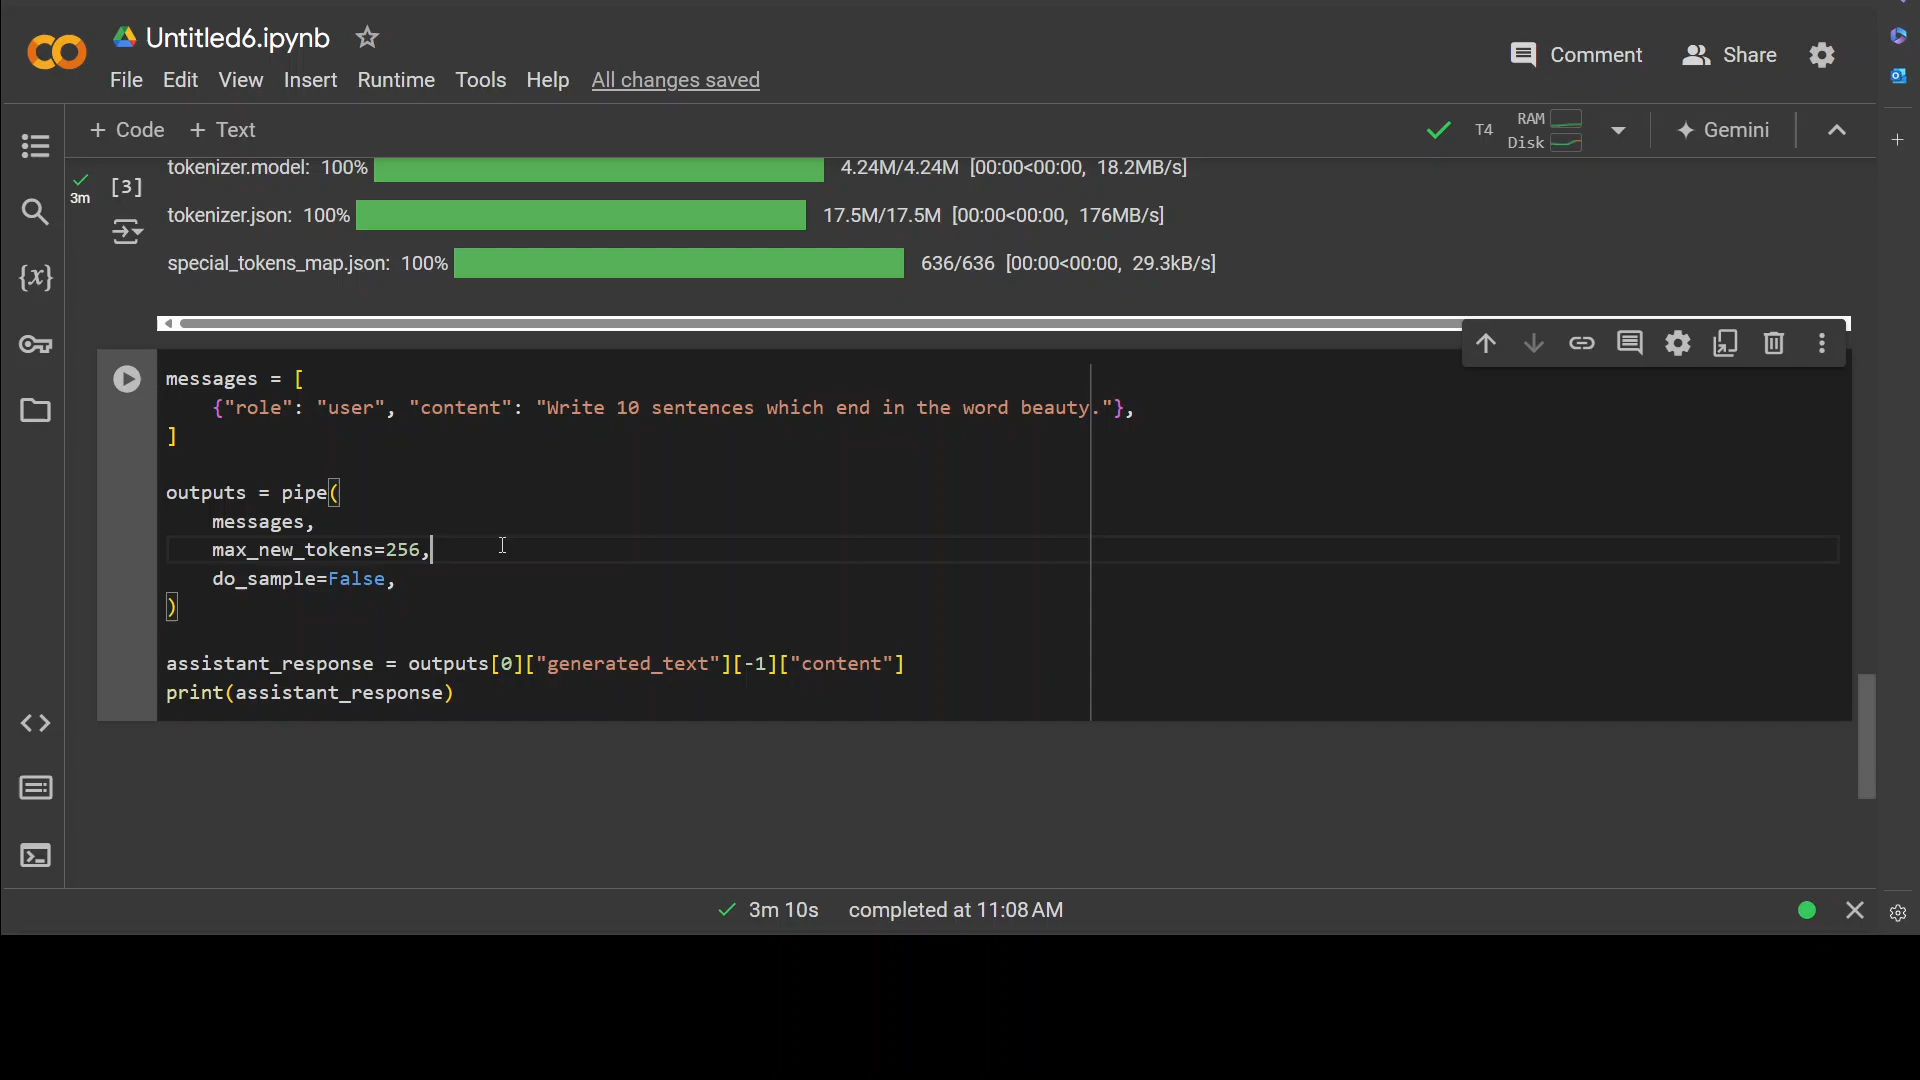 Untitled6.ipynb
Comment
Share
File Edit View Insert Runtime Tools Help All changes saved
+ Code + Text
T4
RAM
Disk
Gemini
tokenizer.model: 100% 4.24M/4.24M [00:00<00:00, 18.2MB/s]
3m
[3]
tokenizer.json: 100% 17.5M/17.5M [00:00<00:00, 176MB/s]
special_tokens_map.json: 100% 636/636 [00:00<00:00, 29.3kB/s]
{x}
messages = [
{"role": "user", "content": "Write 10 sentences which end in the word beauty."},
]
outputs = pipe(
messages,
max_new_tokens=256,
do_sample=False,
)
assistant_response = outputs[0]["generated_text"][-1]["content"]
print(assistant_response)
3m 10s completed at 11:08 AM